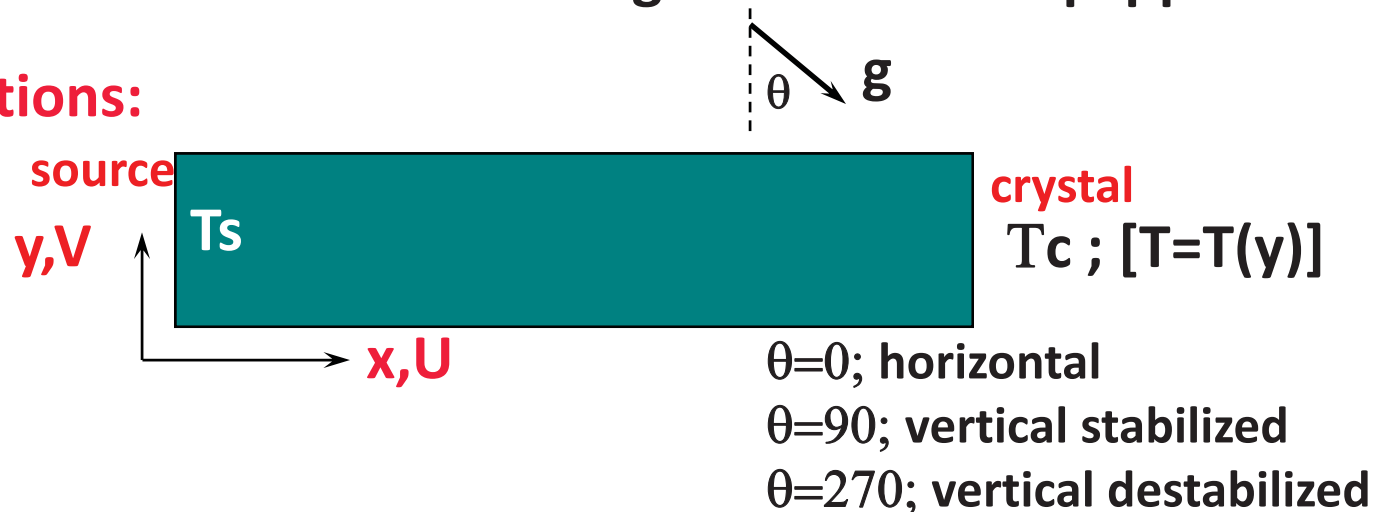 θ
g
tions:
source
crystal
Ts
y,V
Tc ; [T=T(y)]
x,U
θ=0; horizontal
θ=90; vertical stabilized
θ=270; vertical destabilized